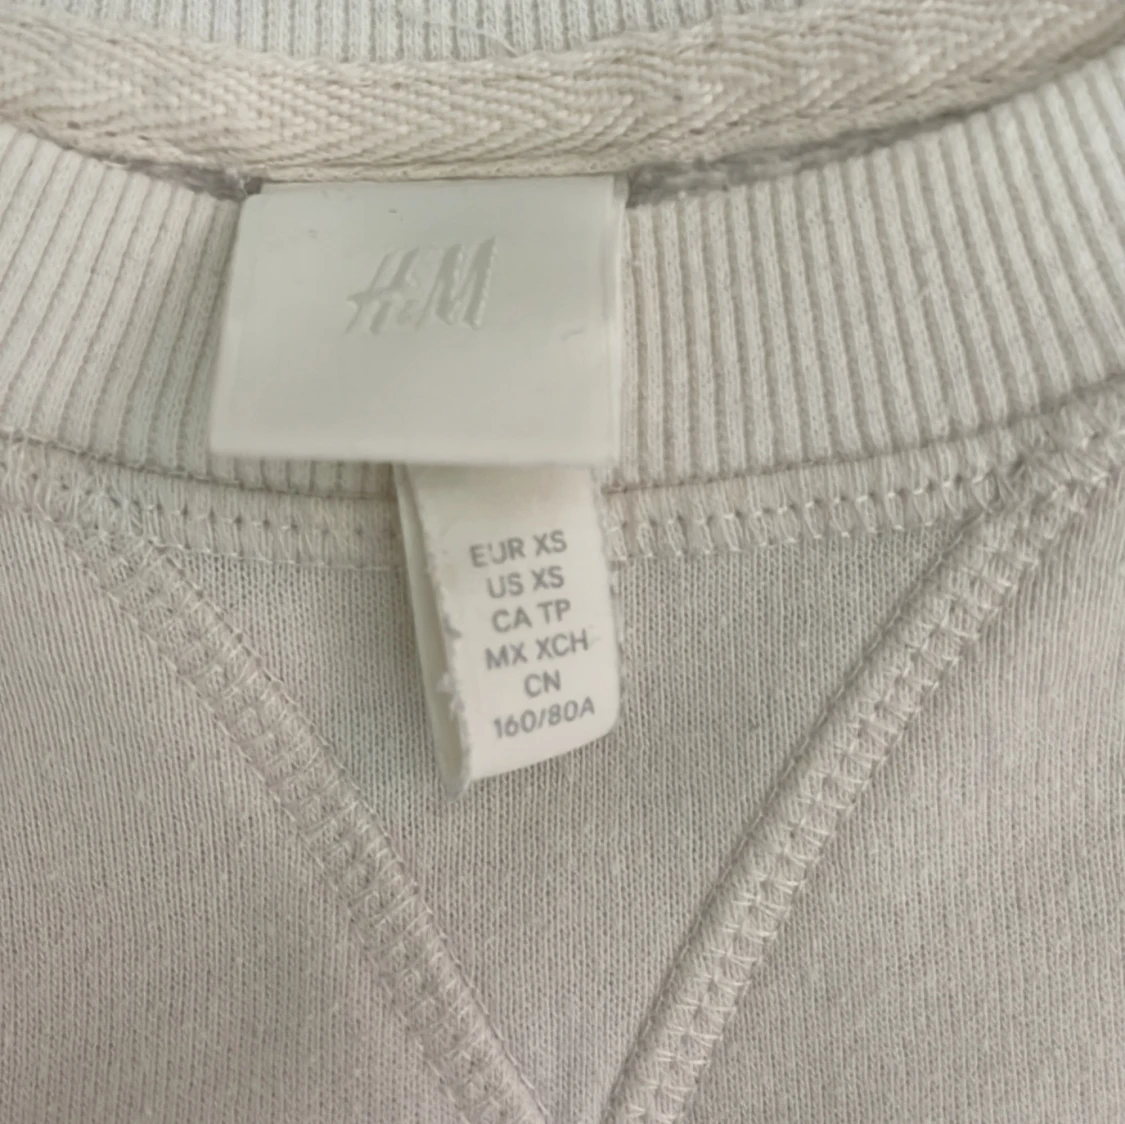 H&M
EUR XS
US XS
CA TP
MX XCH
CN
160/80A